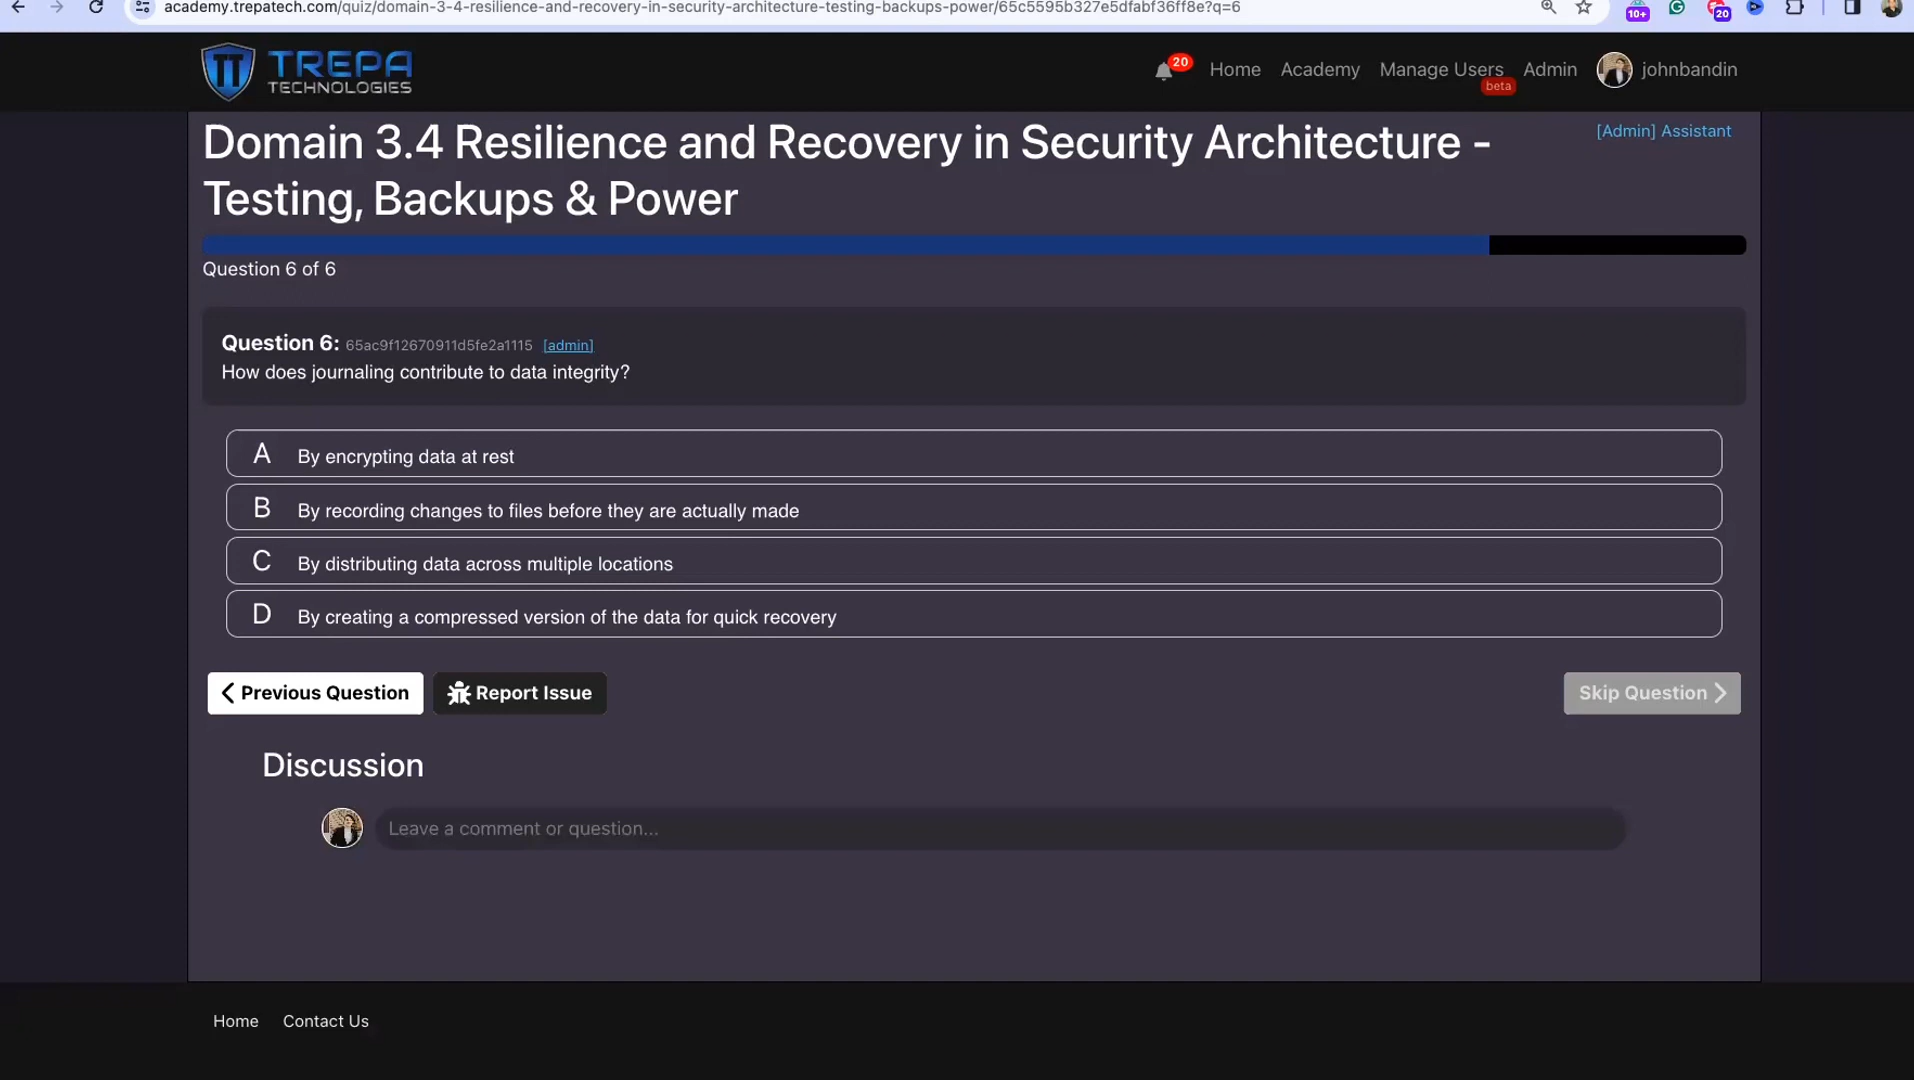 academy.trepatech.com/quiz/domain-3-4-resilience-and-recovery-in-security-architecture-testing-backups-power/65c5595b327e5dfabf36ff8e?q=6
10+
20
TREPA
TECHNOLOGIES
20
Home
Academy
Manage Users
beta
Admin
johnbandin
Domain 3.4 Resilience and Recovery in Security Architecture -
Testing, Backups & Power
[Admin] Assistant
Question 6 of 6
Question 6: 65ac9f12670911d5fe2a1115 [admin]
How does journaling contribute to data integrity?
A By encrypting data at rest
B By recording changes to files before they are actually made
C By distributing data across multiple locations
D By creating a compressed version of the data for quick recovery
Previous Question
Report Issue
Skip Question
Discussion
Leave a comment or question...
Home
Contact Us